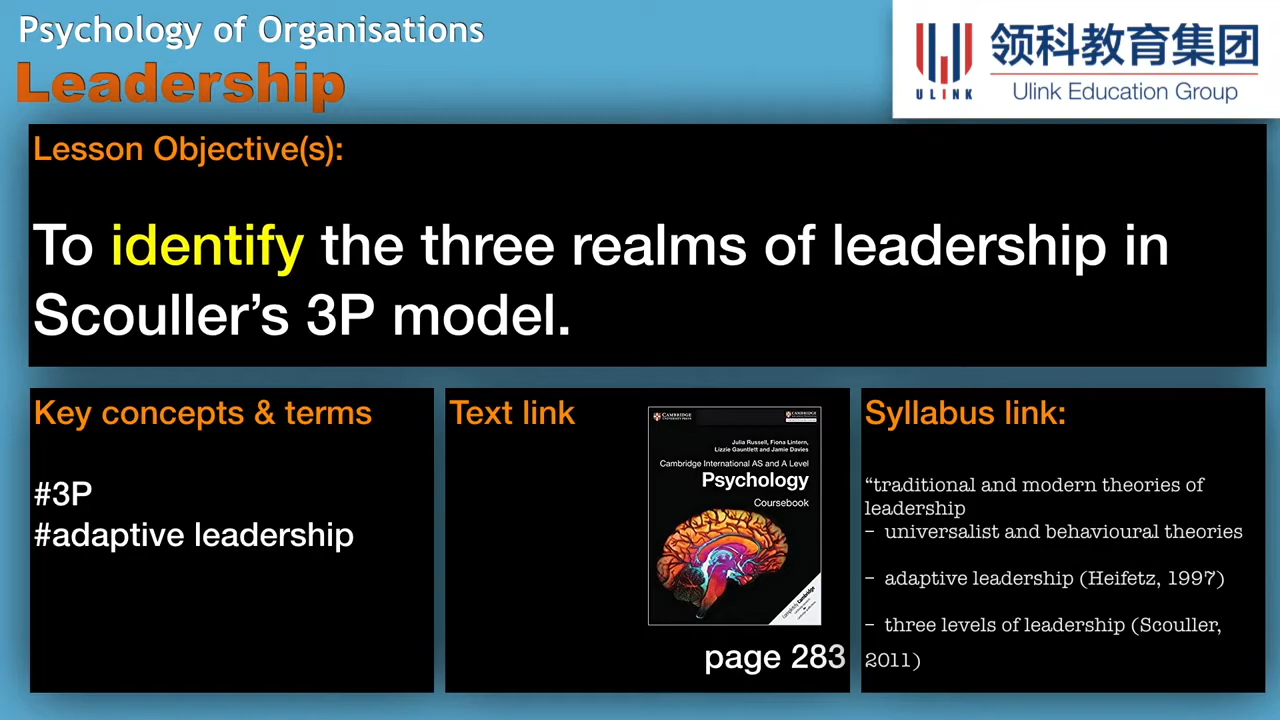 Psychology of Organisations
Leadership
ULINK
领科教育集团
Ulink Education Group
Lesson Objective(s):
To identify the three realms of leadership in
Scouller’s 3P model.
Key concepts & terms
#3P
#adaptive leadership
Text link
CAMBRIDGE
Julia Russell, Fiona Lintern,
Lizzie Gauntlett and Jamie Davies
Cambridge International AS and A Level
Psychology
Coursebook
page 283
Syllabus link:
“traditional and modern theories of
leadership
– universalist and behavioural theories
– adaptive leadership (Heifetz, 1997)
– three levels of leadership (Scouller,
2011)